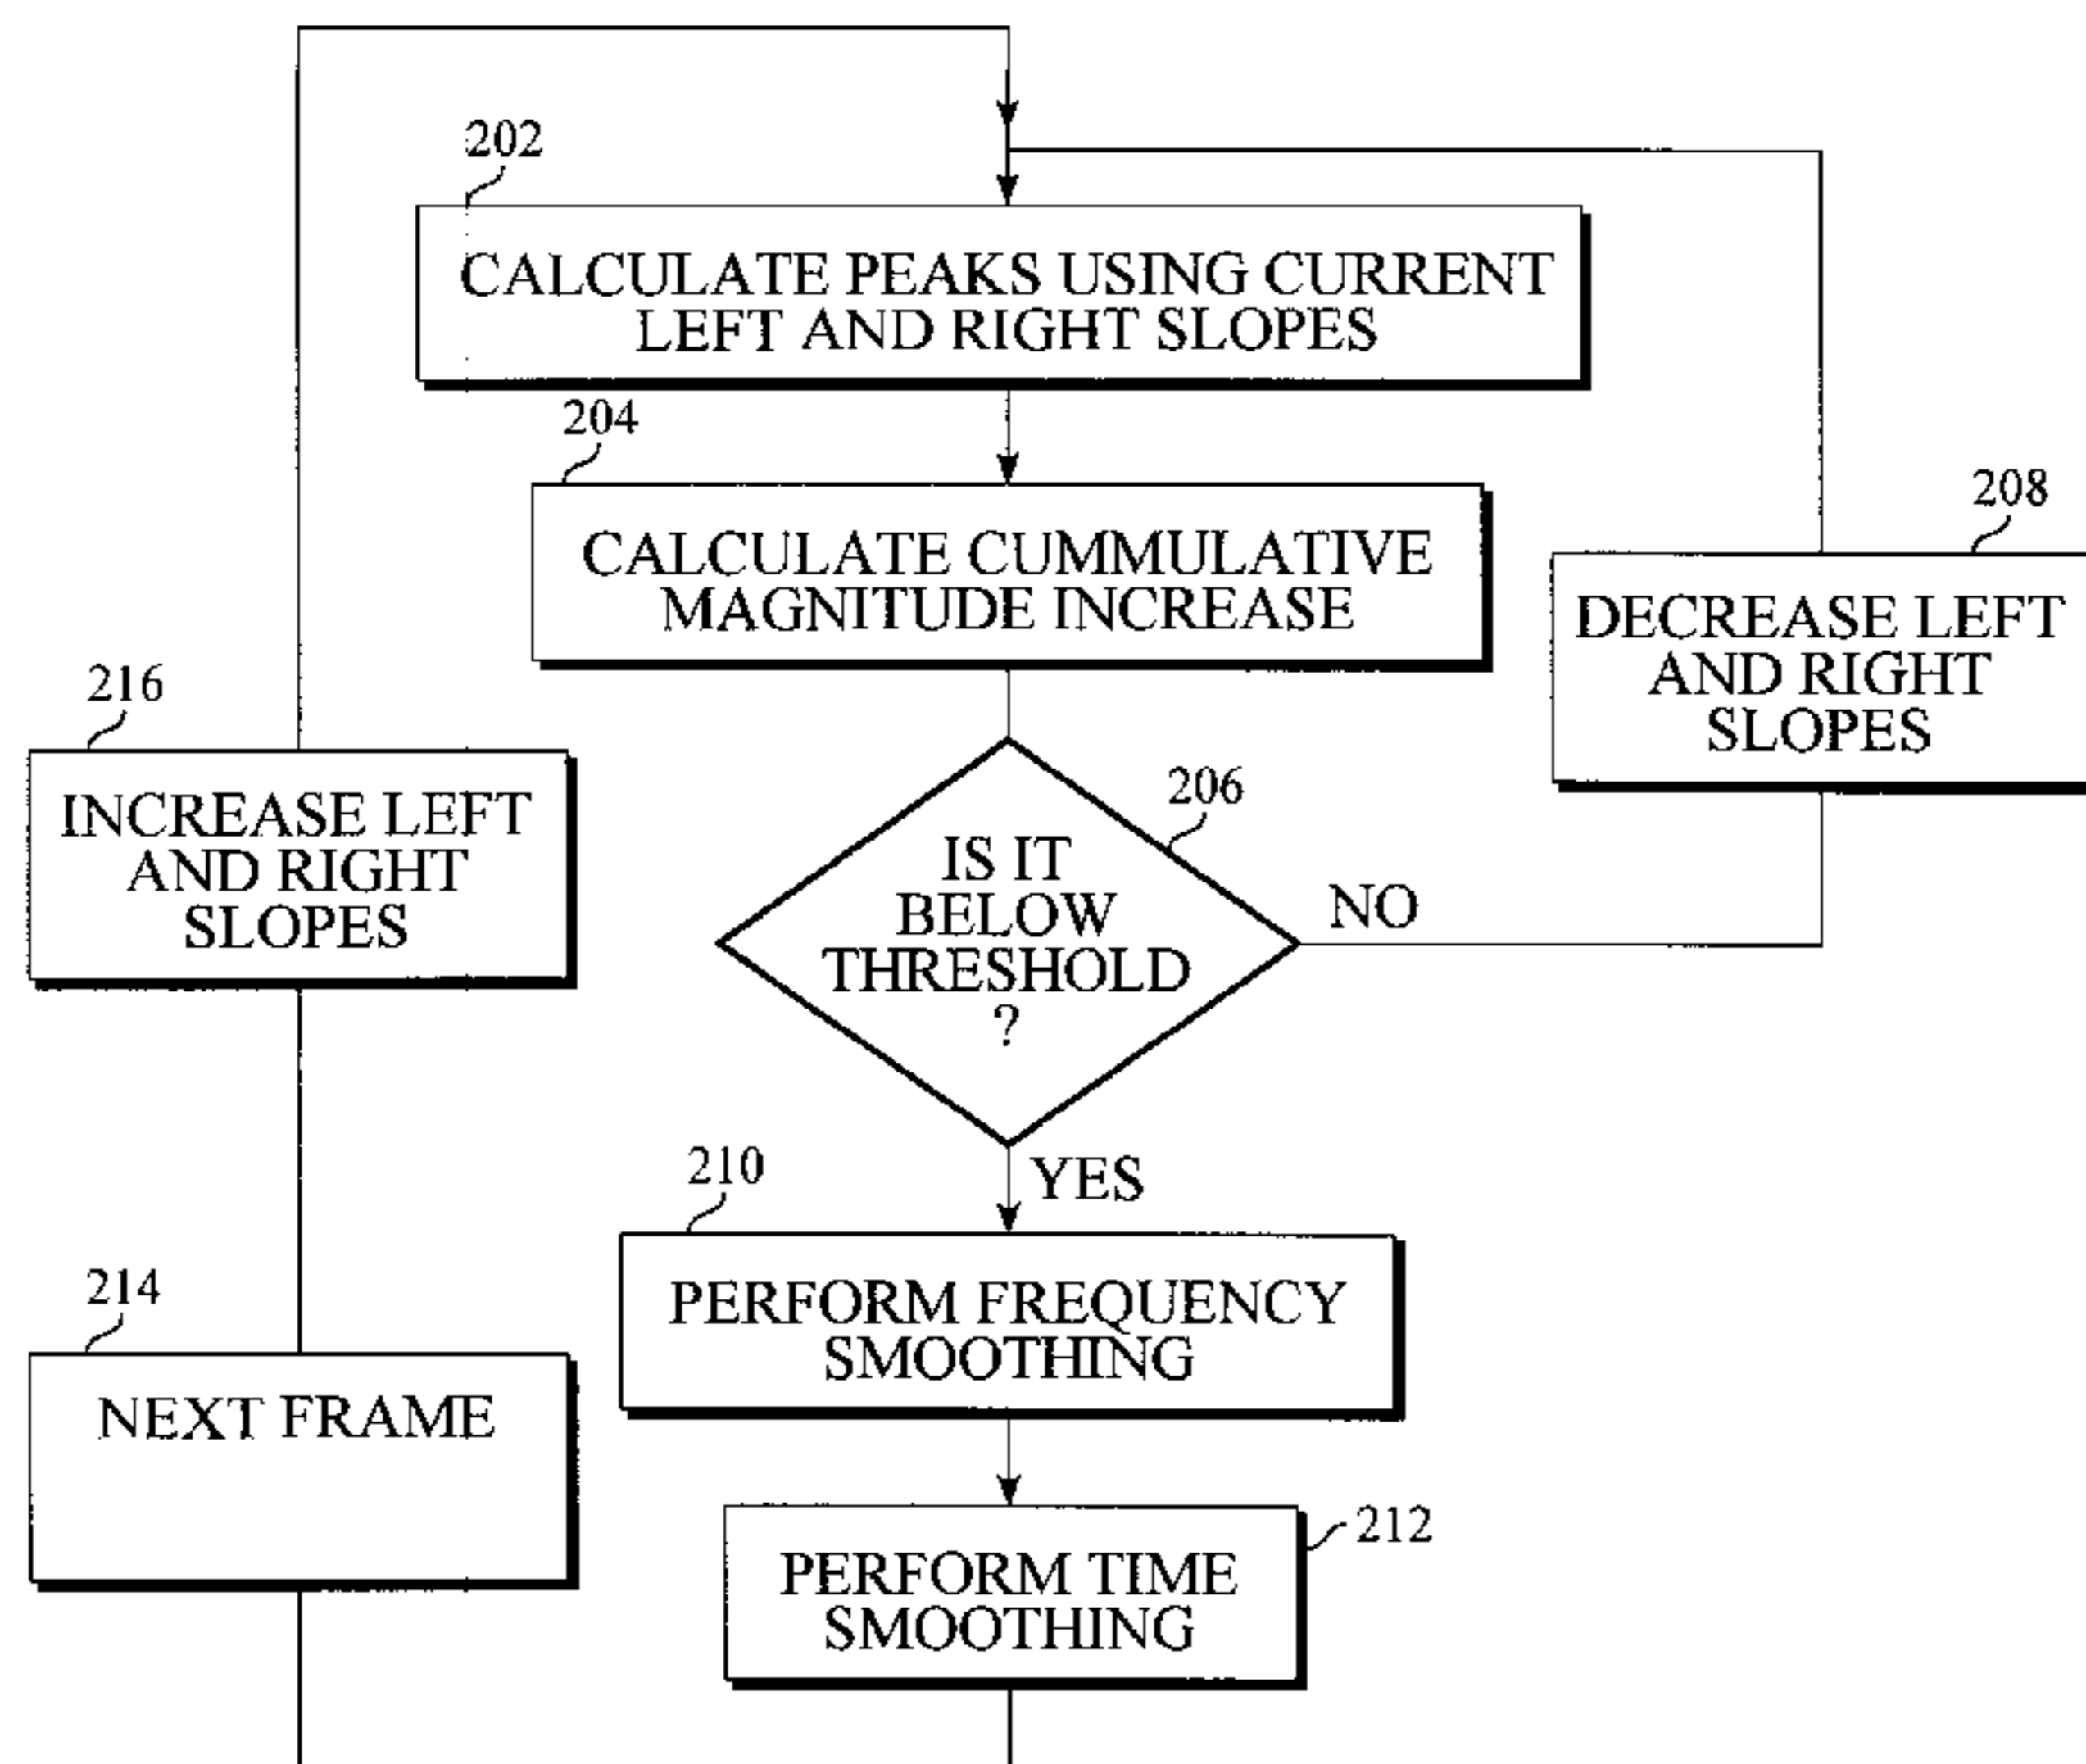 202
CALCULATE PEAKS USING CURRENT
LEFT AND RIGHT SLOPES
204
CALCULATE CUMMULATIVE
MAGNITUDE INCREASE
208
DECREASE LEFT
AND RIGHT
SLOPES
216
INCREASE LEFT
AND RIGHT
SLOPES
206
IS IT
BELOW
THRESHOLD
?
NO
YES
210
PERFORM FREQUENCY
SMOOTHING
214
NEXT FRAME
212
PERFORM TIME
SMOOTHING